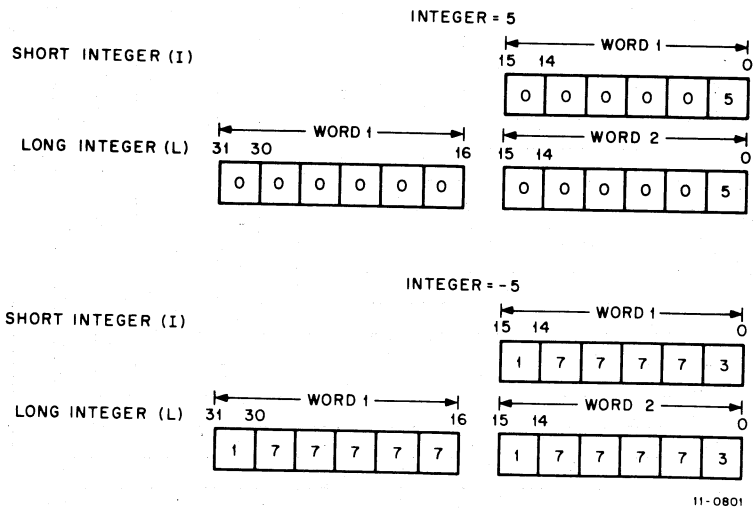 INTEGER = 5
SHORT INTEGER (I)
WORD 1
15 14 0
0 0 0 0 0 5
LONG INTEGER (L)
WORD 1
31 30 16
0 0 0 0 0 0
WORD 2
15 14 0
0 0 0 0 0 5
INTEGER = -5
SHORT INTEGER (I)
WORD 1
15 14 0
1 7 7 7 7 3
LONG INTEGER (L)
WORD 1
31 30 16
1 7 7 7 7 7
WORD 2
15 14 0
1 7 7 7 7 3
11-0801